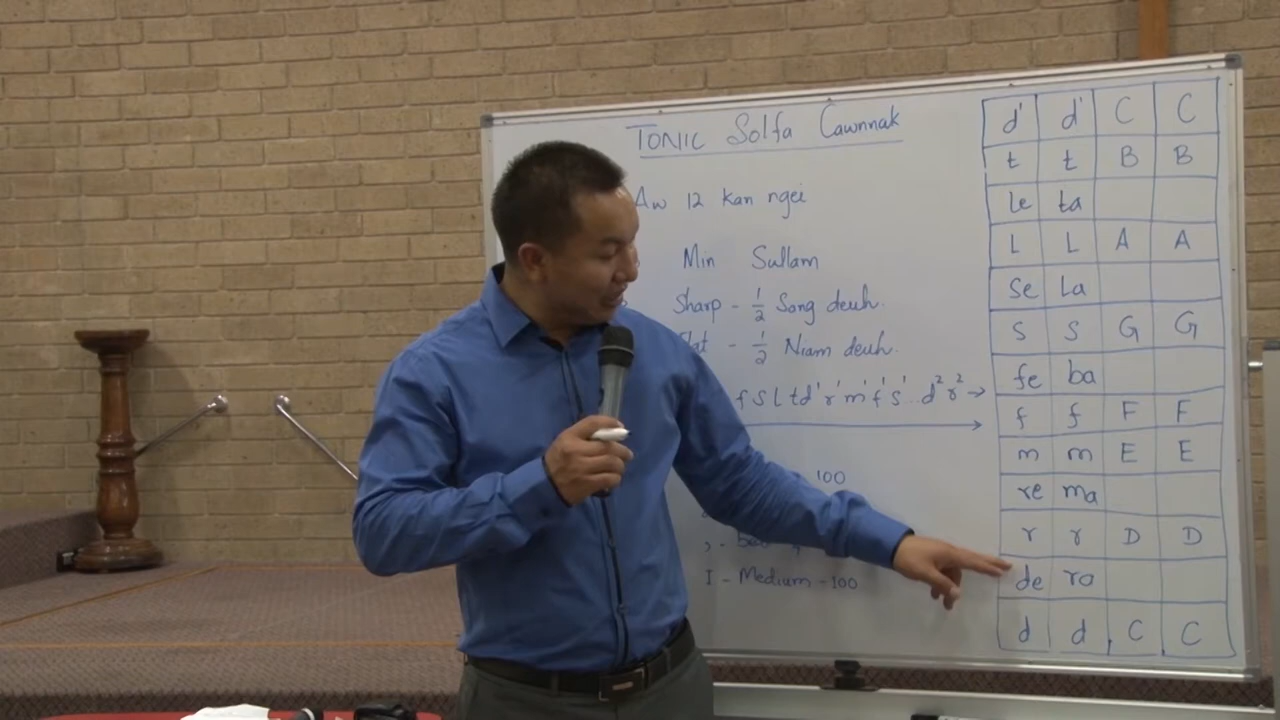 TONIC Solfa Cawnnak
Aw 12 kan ngei
Min Sullam
Sharp - 1/2 Sang deuh.
- 1/2 Niam deuh.
f s l t d' r' m' f' s' .. d² r² →
100
I - Medium - 100
d' d' C C
t t B B
le ta
L L A A
se La
s s G G
fe ba
f f F F
m m E E
re ma
r r D D
de ra
d d C C